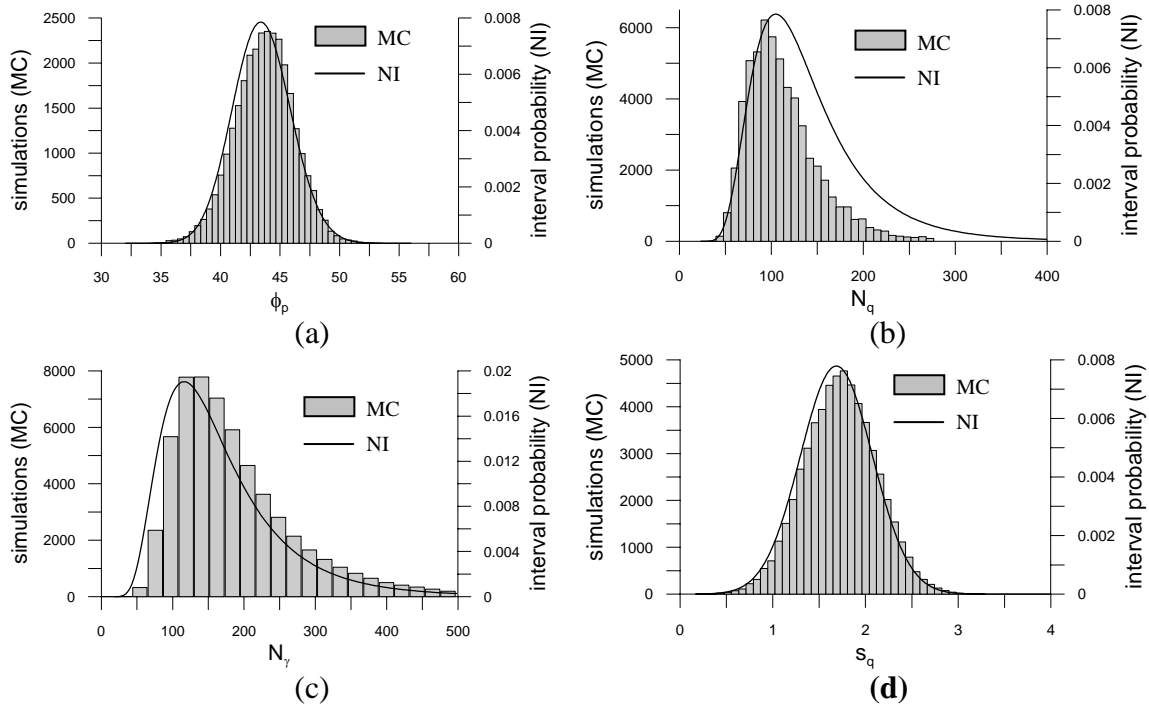 simulations (MC)
2500
2000
1500
1000
500
0
MC
NI
0.008
0.006
0.004
0.002
0
interval probability (NI)
30 35 40 45 50 55 60
ϕp
(a)
simulations (MC)
6000
4000
2000
0
MC
NI
0.008
0.006
0.004
0.002
0
interval probability (NI)
0 100 200 300 400
Nq
(b)
simulations (MC)
8000
6000
4000
2000
0
MC
NI
0.02
0.016
0.012
0.008
0.004
0
interval probability (NI)
0 100 200 300 400 500
Nγ
(c)
simulations (MC)
5000
4000
3000
2000
1000
0
MC
NI
0.008
0.006
0.004
0.002
0
interval probability (NI)
0 1 2 3 4
sq
(d)